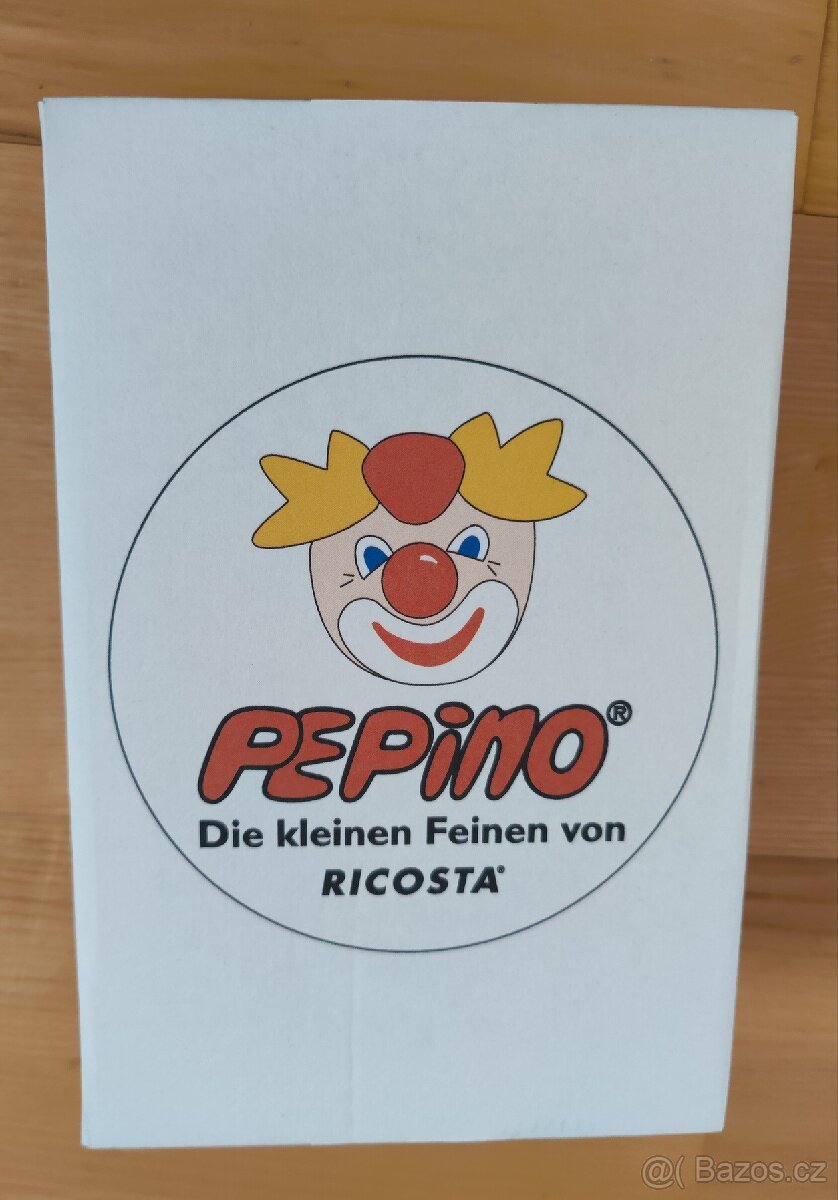 PEPiNO®
Die kleinen Feinen von
RICOSTA®
@( Bazos.cz